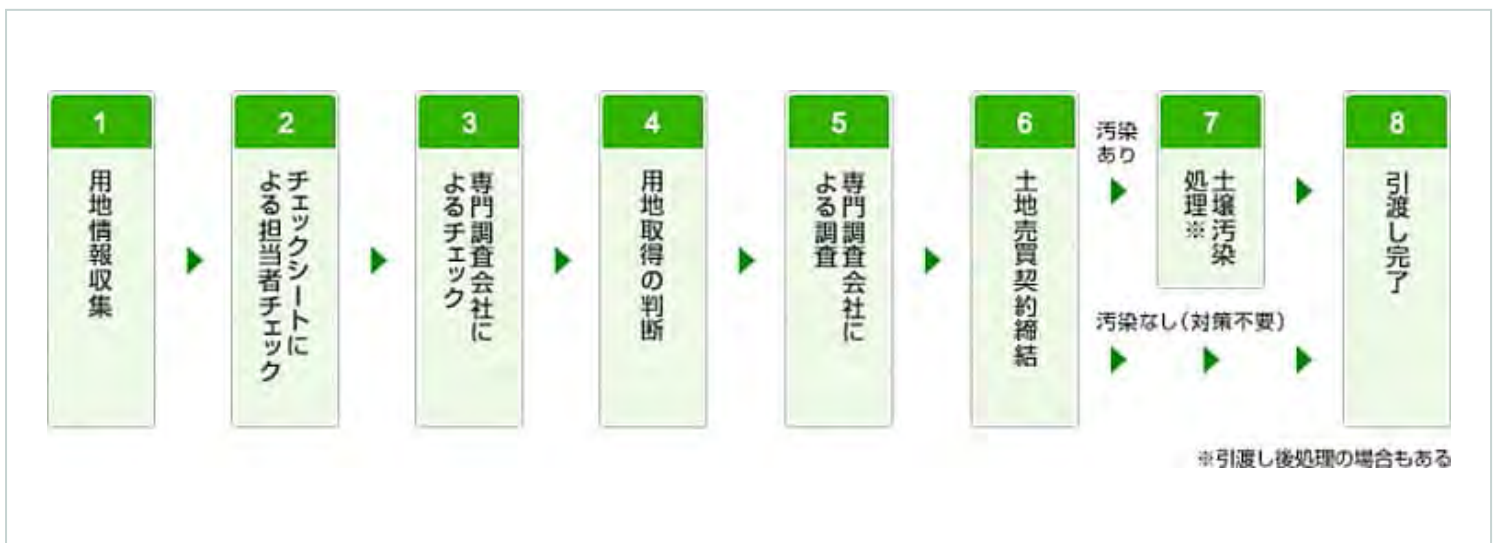 1
用地情報収集
2
チェックシートに
よる担当者チェック
3
専門調査会社に
よるチェック
4
用地取得の判断
5
専門調査会社に
よる調査
6
土地売買契約締結
汚染
あり
7
土壌汚染
処理※
汚染なし(対策不要)
8
引渡し完了
※引渡し後処理の場合もある